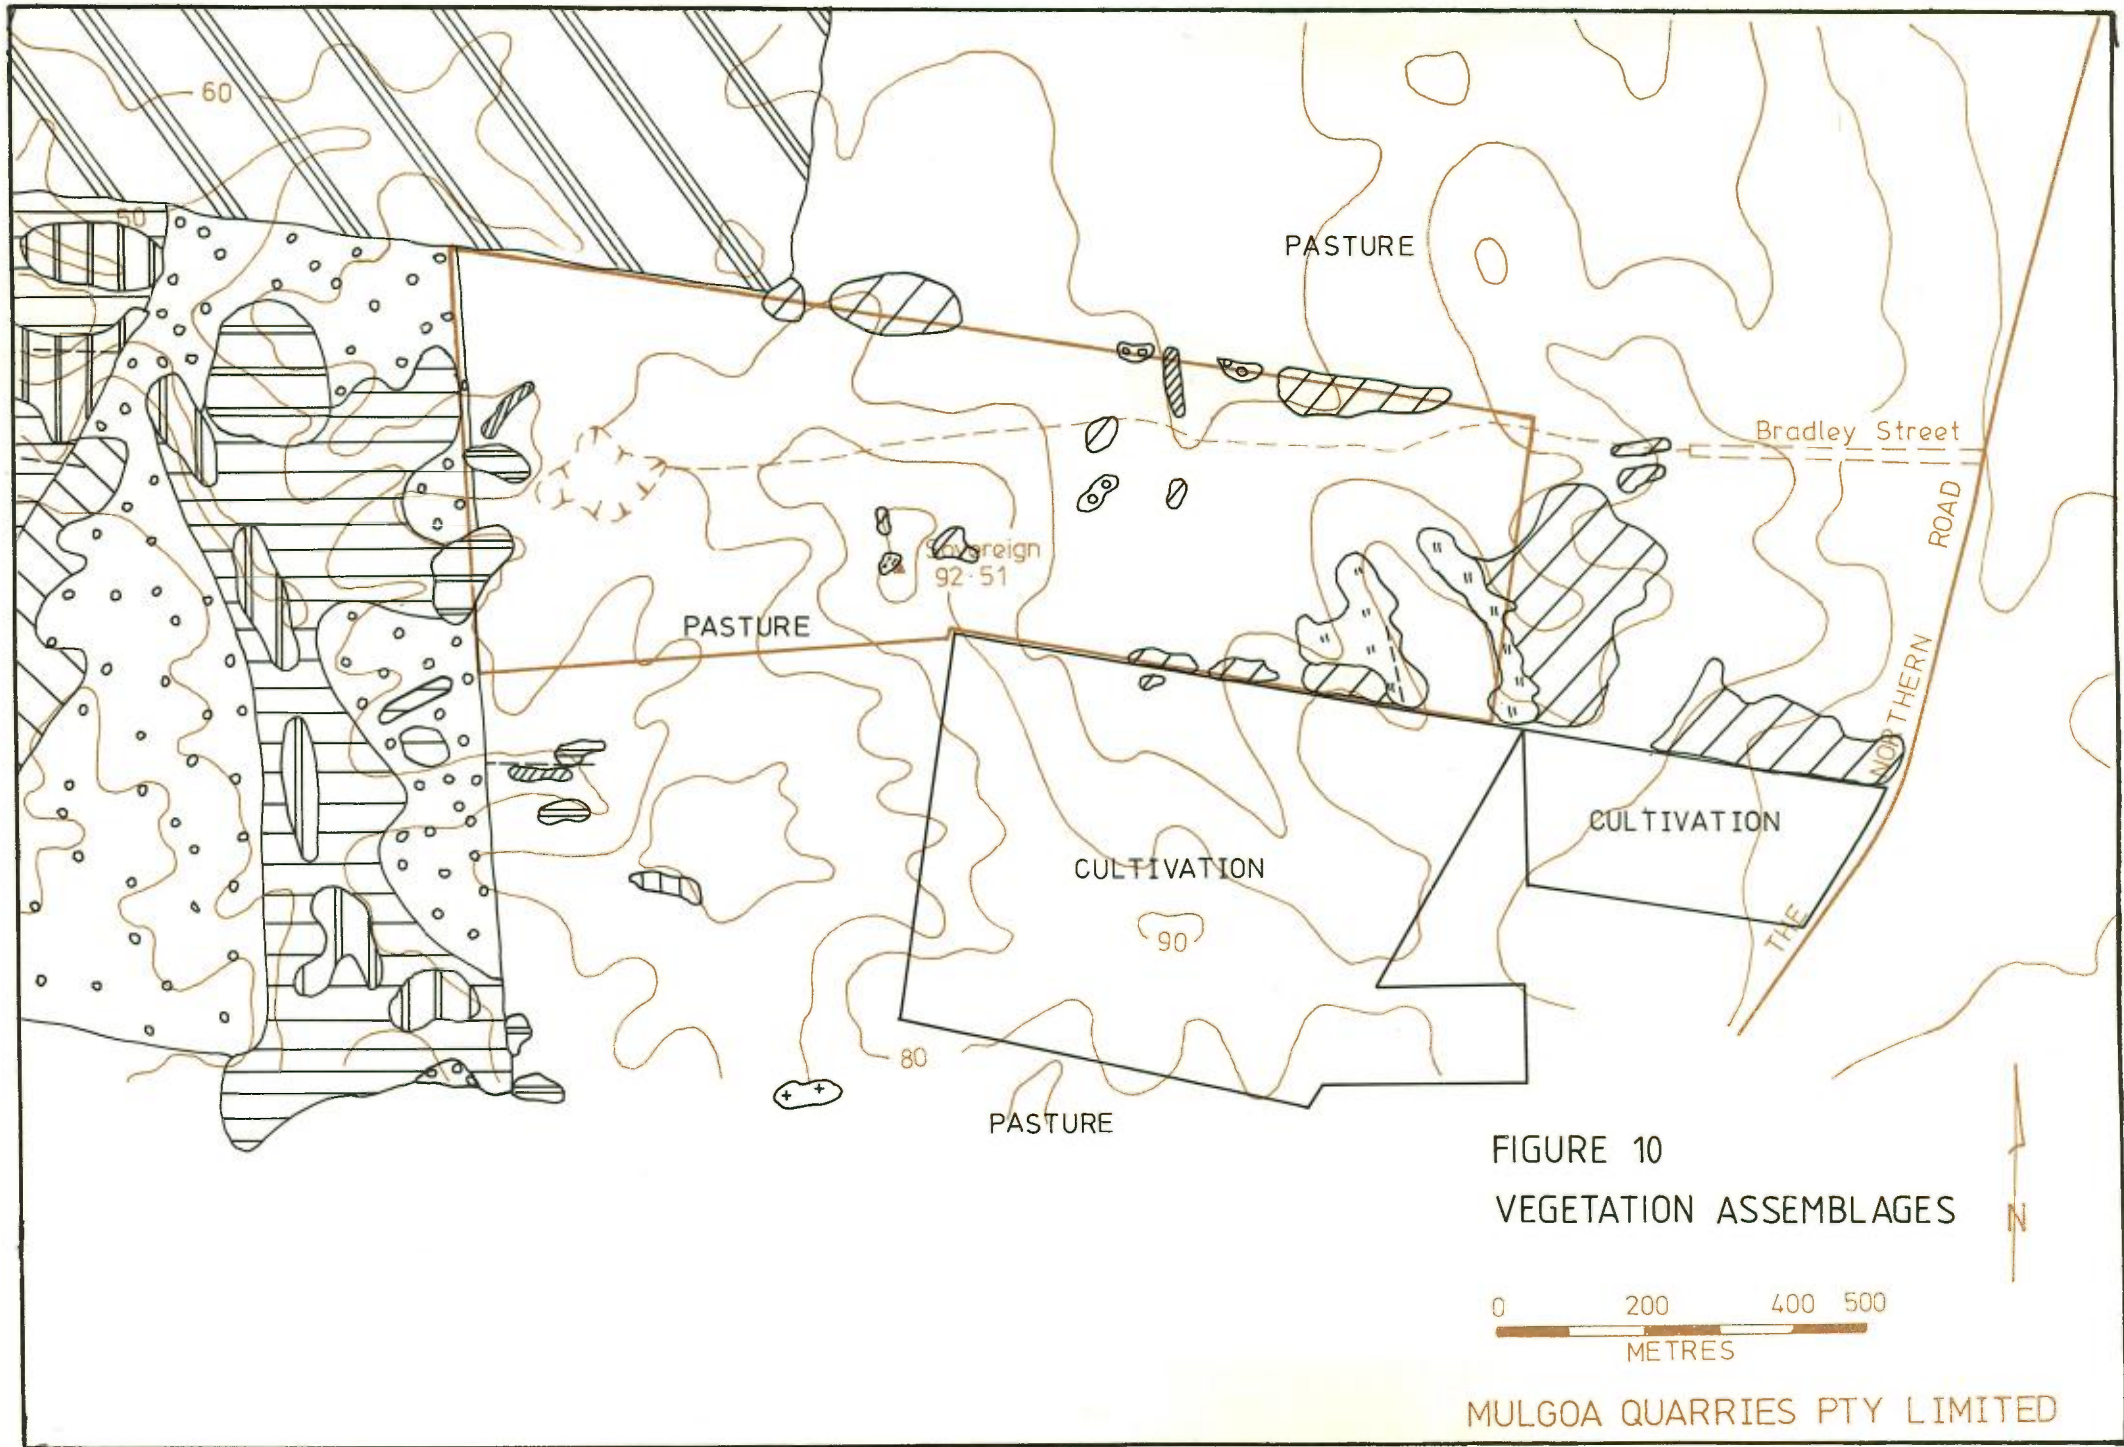 60
50
PASTURE
Bradley Street
Sovereign
92·51
PASTURE
THE NORTHERN ROAD
CULTIVATION
CULTIVATION
90
80
PASTURE
FIGURE 10
VEGETATION ASSEMBLAGES
N
0 200 400 500
METRES
MULGOA QUARRIES PTY LIMITED